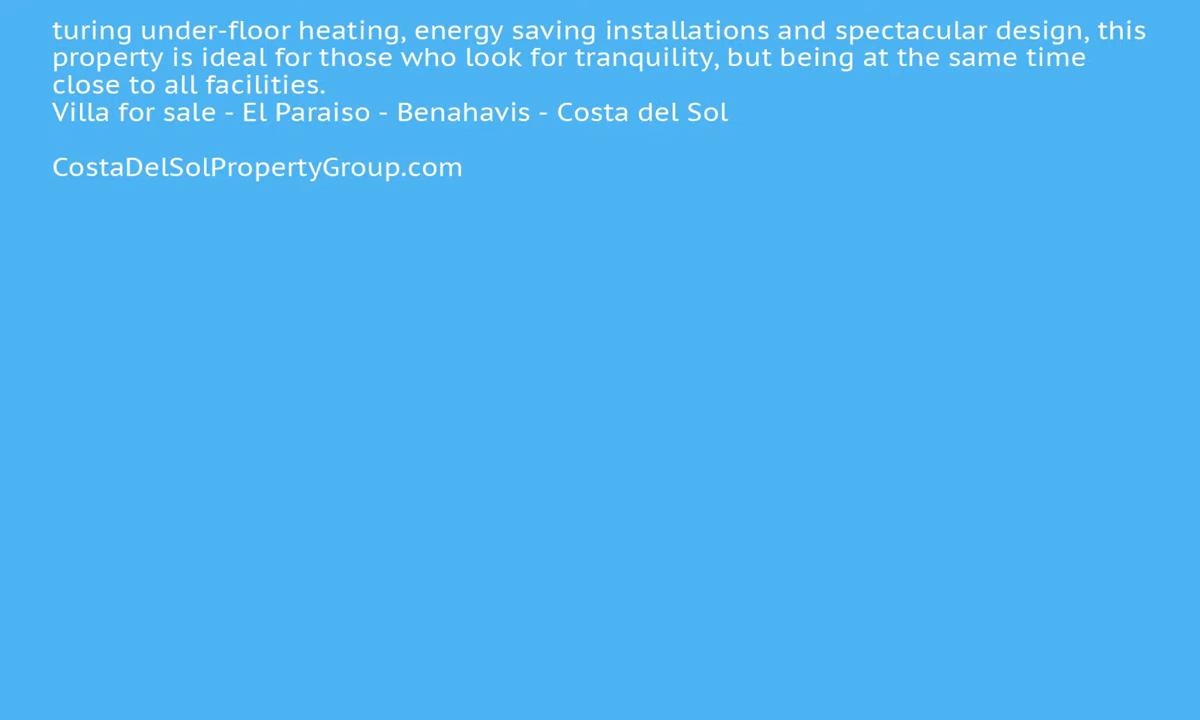 turing under-floor heating, energy saving installations and spectacular design, this
property is ideal for those who look for tranquility, but being at the same time
close to all facilities.
Villa for sale - El Paraiso - Benahavis - Costa del Sol
CostaDelSolPropertyGroup.com